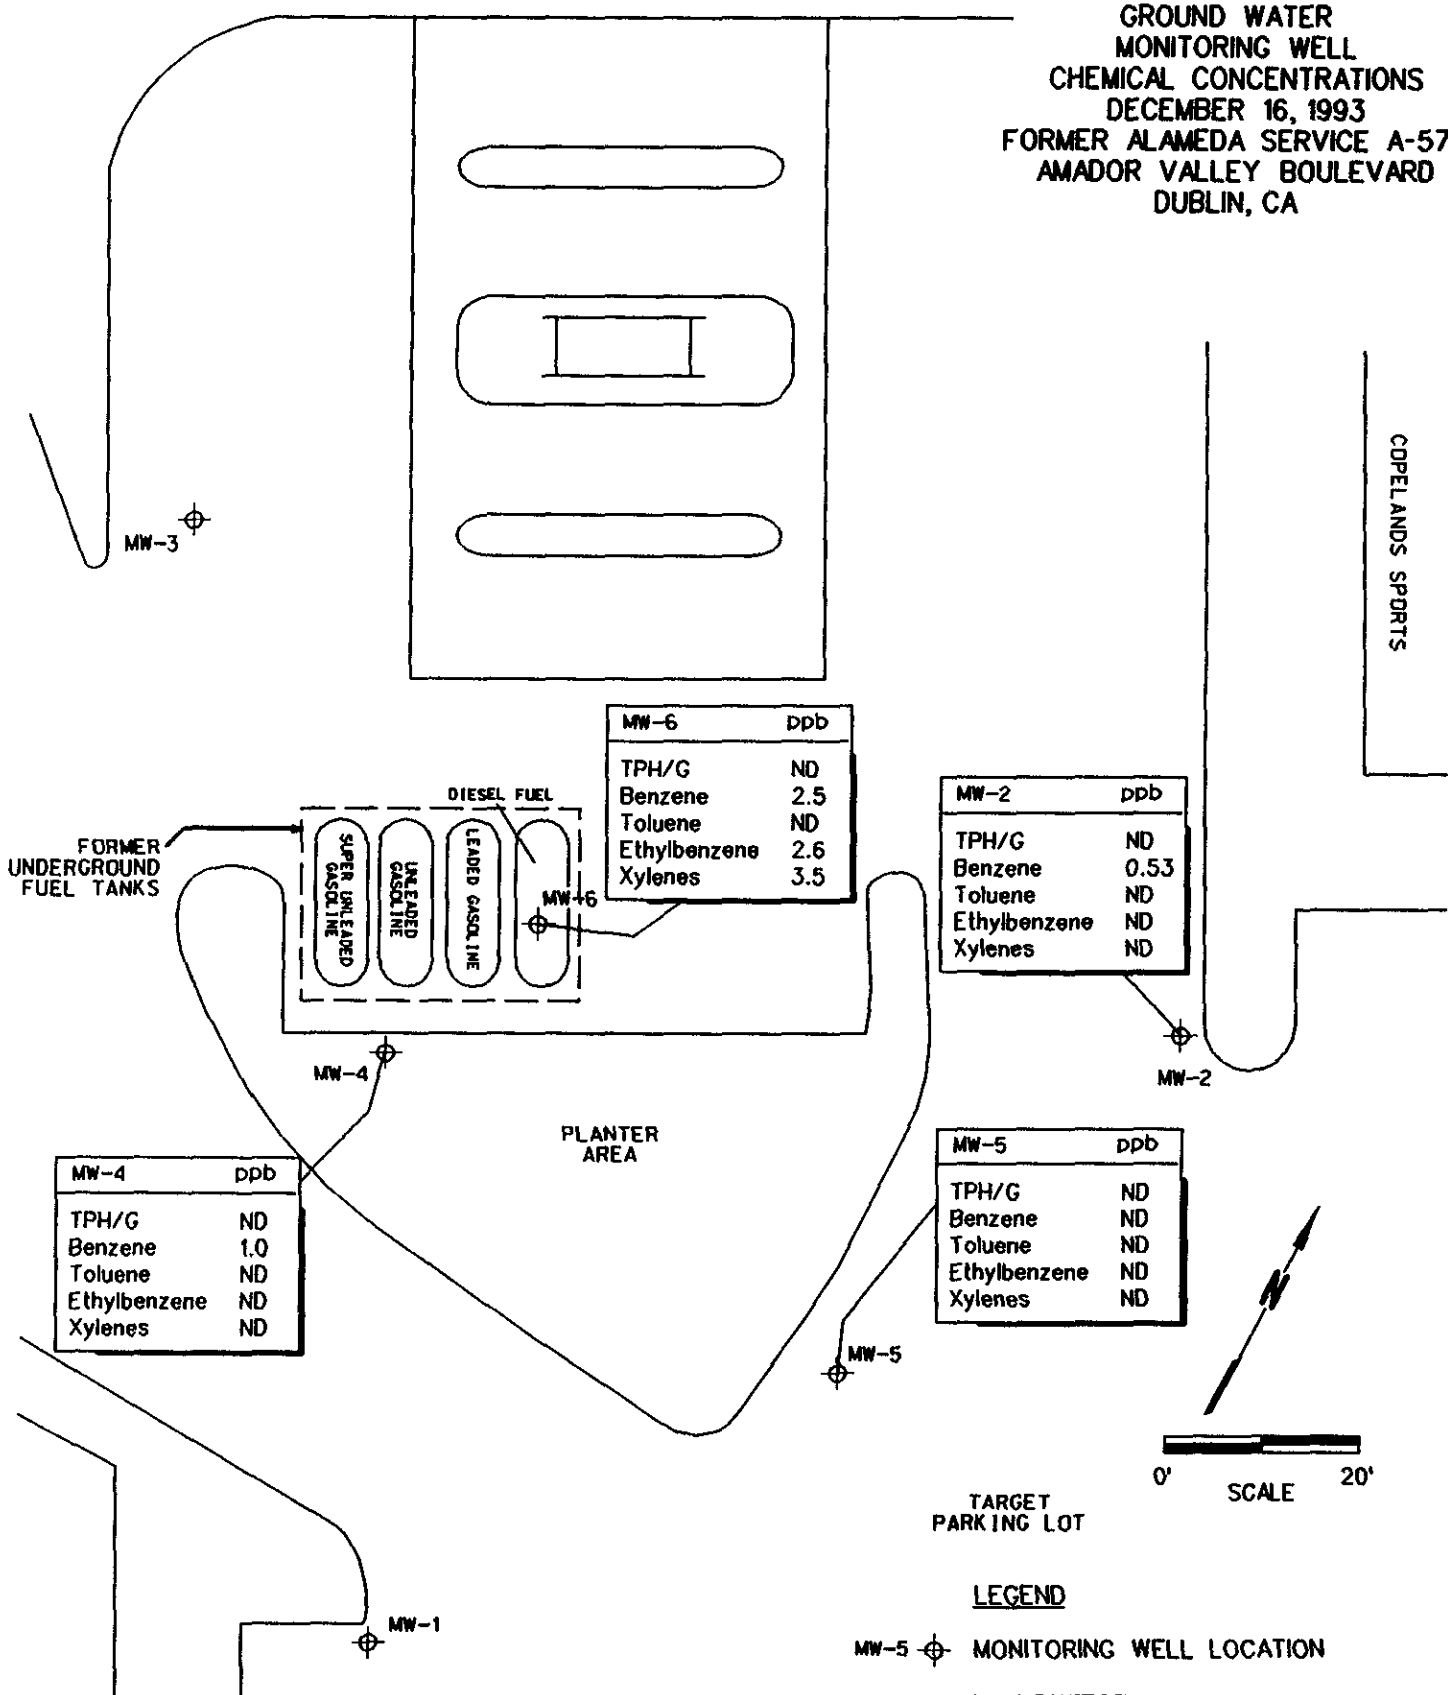 GROUND WATER
MONITORING WELL
CHEMICAL CONCENTRATIONS
DECEMBER 16, 1993
FORMER ALAMEDA SERVICE A-57
AMADOR VALLEY BOULEVARD
DUBLIN, CA
COPELANDS SPORTS
MW-3
MW-6 ppb
TPH/G ND
Benzene 2.5
Toluene ND
Ethylbenzene 2.6
Xylenes 3.5
MW-2 ppb
TPH/G ND
Benzene 0.53
Toluene ND
Ethylbenzene ND
Xylenes ND
DIESEL FUEL
FORMER
UNDERGROUND
FUEL TANKS
SUPER UNLEADED
GASOLINE
UNLEADED
GASOLINE
LEADED GASOLINE
MW-6
MW-4
MW-2
PLANTER
AREA
MW-4 ppb
TPH/G ND
Benzene 1.0
Toluene ND
Ethylbenzene ND
Xylenes ND
MW-5 ppb
TPH/G ND
Benzene ND
Toluene ND
Ethylbenzene ND
Xylenes ND
N
MW-5
0' 20'
SCALE
TARGET
PARKING LOT
LEGEND
MW-1
MW-5 MONITORING WELL LOCATION